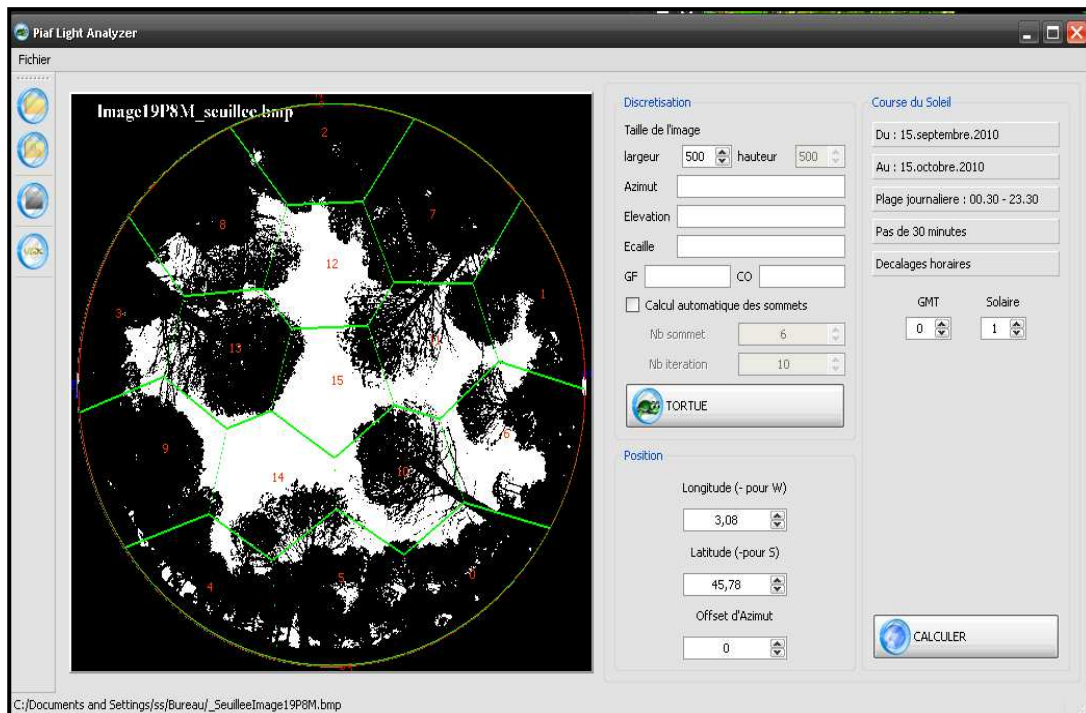 Piaf Light Analyzer
Fichier
Image19P8M_seuillee.bmp
2
8
7
12
3
1
13
11
15
9
14
10
6
4
5
0
Discretisation
Taille de l'image
largeur 500 hauteur 500
Azimut
Elevation
Ecaille
GF CO
Calcul automatique des sommets
Nb sommet 6
Nb iteration 10
TORTUE
Position
Longitude (- pour W)
3,08
Latitude (-pour S)
45,78
Offset d'Azimut
0
Course du Soleil
Du : 15.septembre.2010
Au : 15.octobre.2010
Plage journaliere : 00.30 - 23.30
Pas de 30 minutes
Decalages horaires
GMT Solaire
0 1
CALCULER
C:/Documents and Settings/ss/Bureau/_SeuilleeImage19P8M.bmp